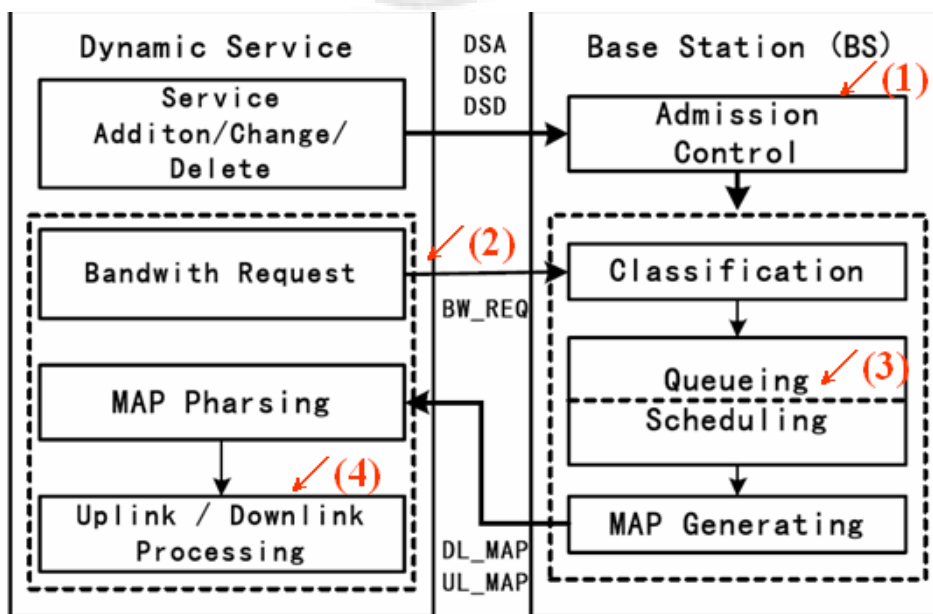 Dynamic Service
Service
Additon/Change/
Delete
Bandwith Request
MAP Pharsing
(4)
Uplink / Downlink
Processing
DSA
DSC
DSD
(2)
BW_REQ
DL_MAP
UL_MAP
Base Station (BS)
(1)
Admission
Control
Classification
Queueing
(3)
Scheduling
MAP Generating